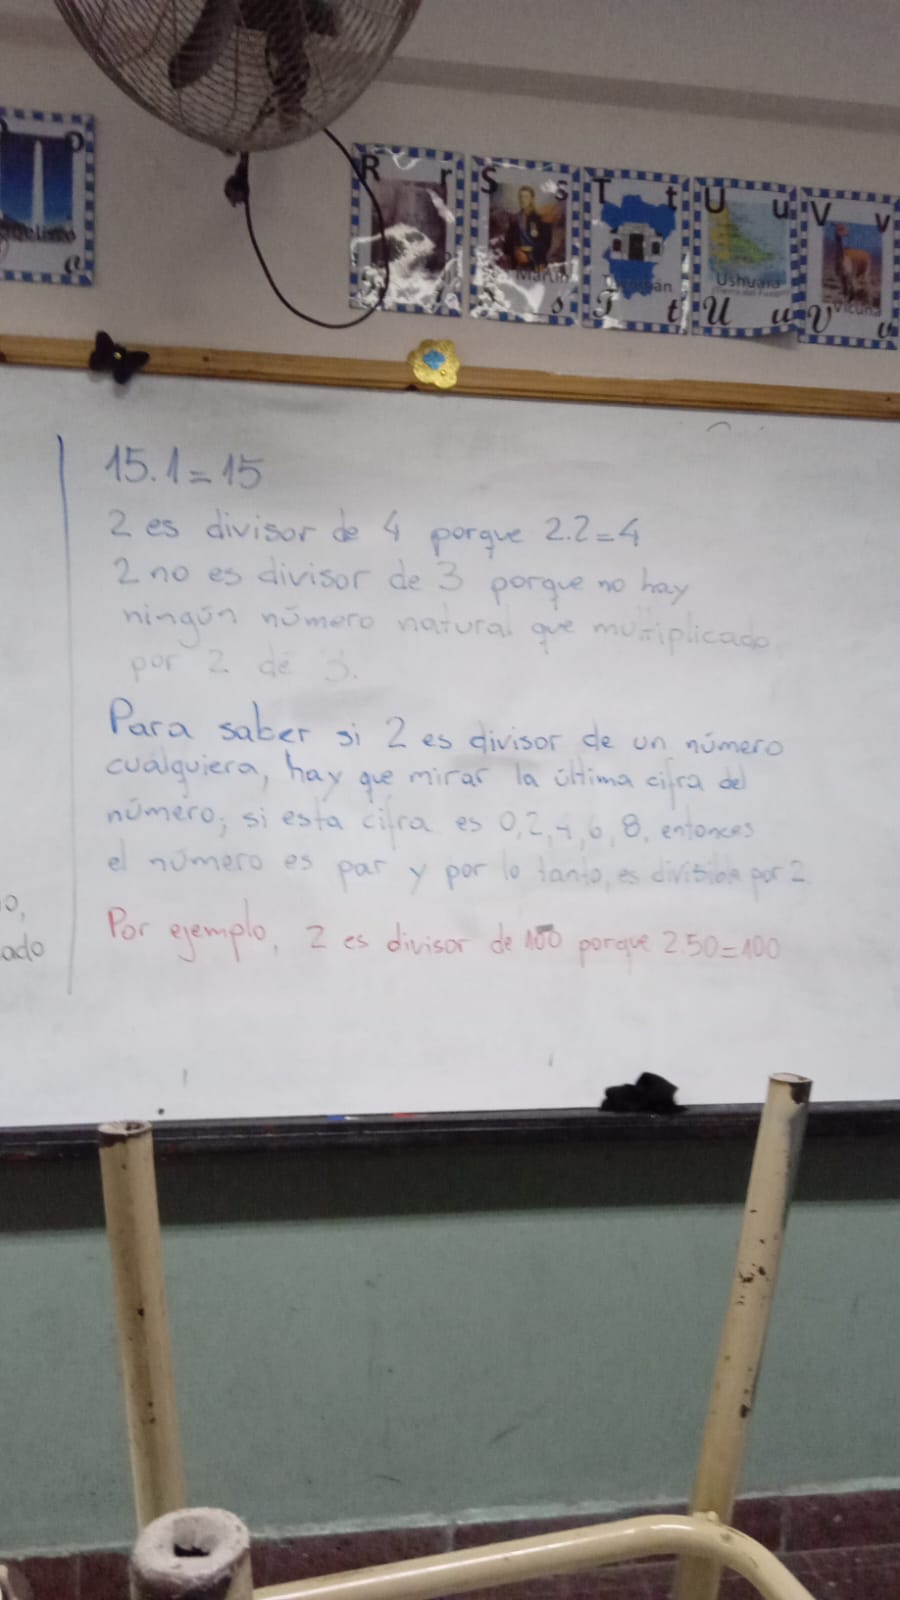 O o
o
R r
S s
s
T t
T t
U u
Ushuaia
U u
V v
Vicuña
V v
15.1=15
2 es divisor de 4 porque 2.2=4
2 no es divisor de 3 porque no hay
ningún número natural que multiplicado
por 2 dé 3.
Para saber si 2 es divisor de un número
cualquiera, hay que mirar la última cifra del
número; si esta cifra es 0,2,4,6,8, entonces
el número es par y por lo tanto, es divisible por 2
Por ejemplo, 2 es divisor de 100 porque 2.50=100
o,
ado